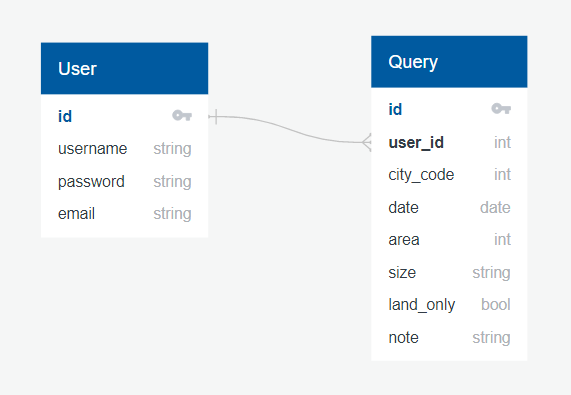 User
id
username string
password string
email string
Query
id
user_id int
city_code int
date date
area int
size string
land_only bool
note string